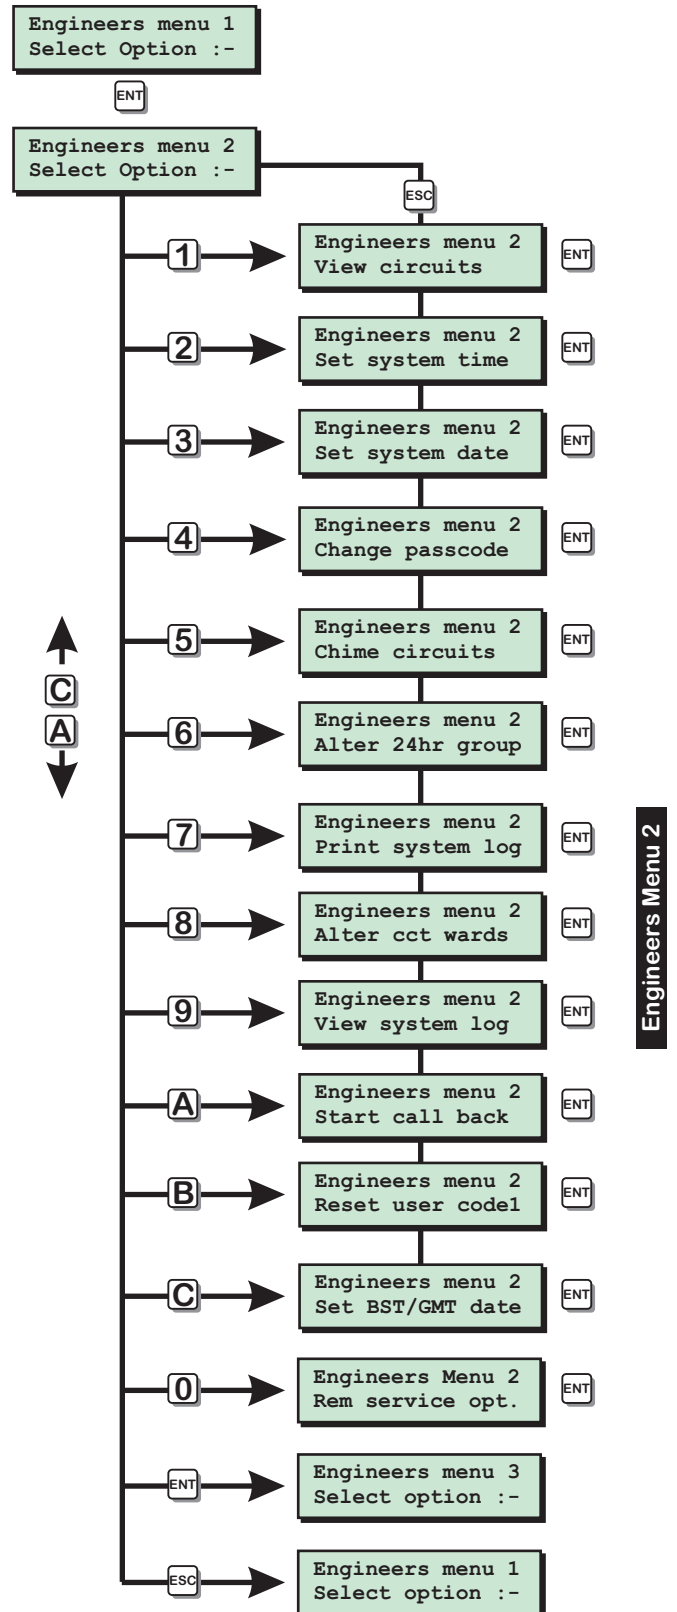 Engineers menu 1
Select Option :-
ENT
Engineers menu 2
Select Option :-
ESC
1
Engineers menu 2
View circuits
ENT
2
Engineers menu 2
Set system time
ENT
3
Engineers menu 2
Set system date
ENT
4
Engineers menu 2
Change passcode
ENT
5
Engineers menu 2
Chime circuits
ENT
C
A
6
Engineers menu 2
Alter 24hr group
ENT
7
Engineers menu 2
Print system log
ENT
8
Engineers menu 2
Alter cct wards
ENT
9
Engineers menu 2
View system log
ENT
Engineers Menu 2
A
Engineers menu 2
Start call back
ENT
B
Engineers menu 2
Reset user code1
ENT
C
Engineers menu 2
Set BST/GMT date
ENT
0
Engineers Menu 2
Rem service opt.
ENT
ENT
Engineers menu 3
Select option :-
ESC
Engineers menu 1
Select option :-